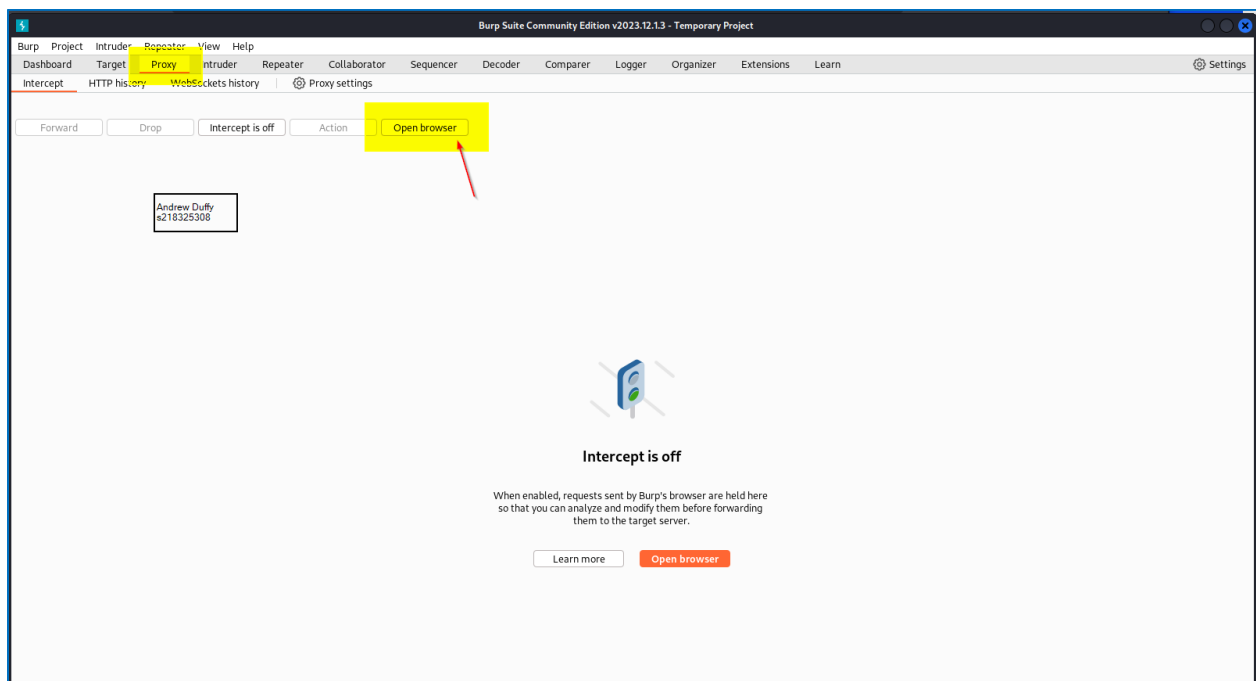 Burp Suite Community Edition v2023.12.1.3 - Temporary Project
Burp Project Intruder Repeater View Help
Dashboard Target Proxy Intruder Repeater Collaborator Sequencer Decoder Comparer Logger Organizer Extensions Learn Settings
Intercept HTTP history WebSockets history Proxy settings
Forward Drop Intercept is off Action Open browser
Andrew Duffy
s218325308
Intercept is off
When enabled, requests sent by Burp's browser are held here
so that you can analyze and modify them before forwarding
them to the target server.
Learn more Open browser